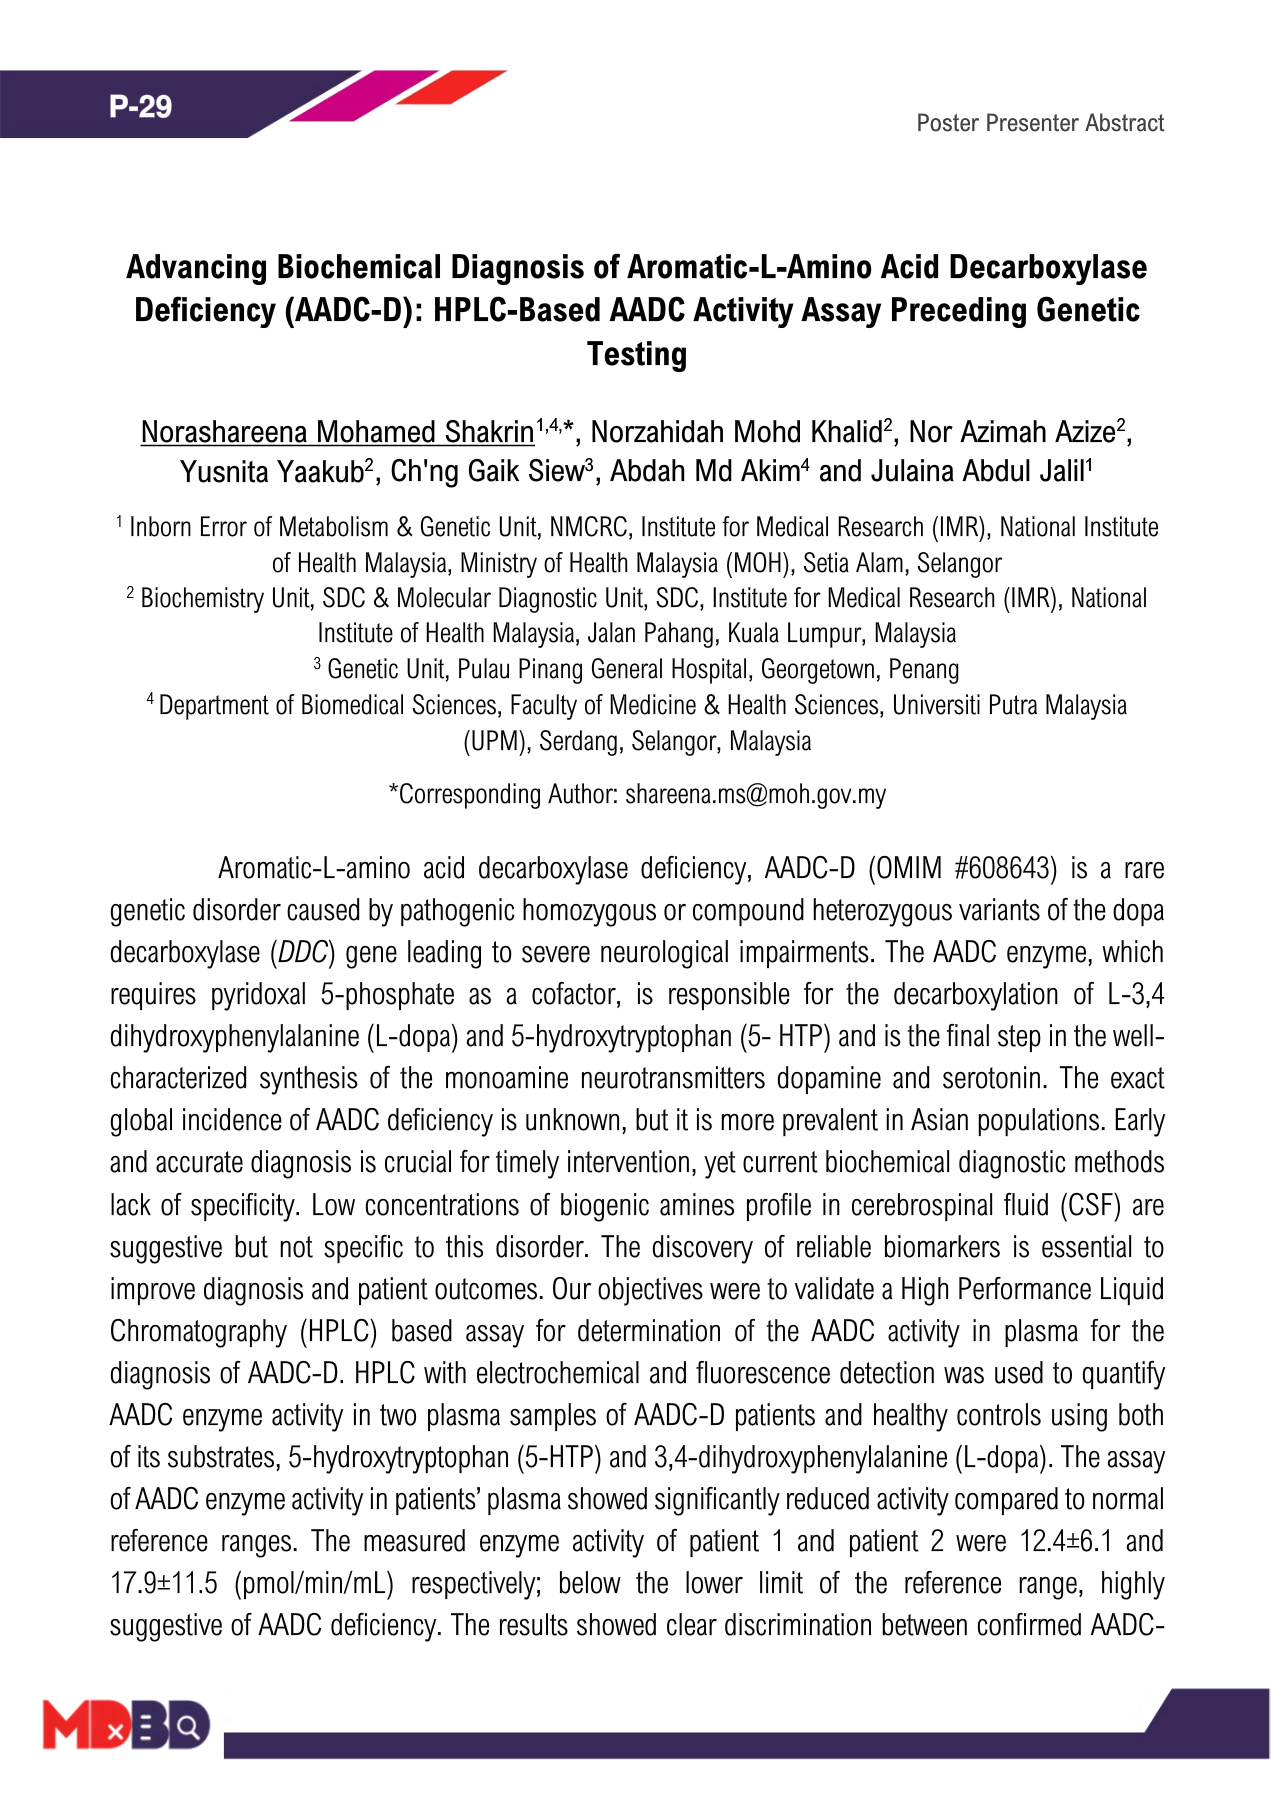 P-29
Poster Presenter Abstract
Advancing Biochemical Diagnosis of Aromatic-L-Amino Acid Decarboxylase
Deficiency (AADC-D): HPLC-Based AADC Activity Assay Preceding Genetic
Testing
Norashareena Mohamed Shakrin1,4,*, Norzahidah Mohd Khalid2, Nor Azimah Azize2,
Yusnita Yaakub2, Ch'ng Gaik Siew3, Abdah Md Akim4 and Julaina Abdul Jalil1
1 Inborn Error of Metabolism & Genetic Unit, NMCRC, Institute for Medical Research (IMR), National Institute
of Health Malaysia, Ministry of Health Malaysia (MOH), Setia Alam, Selangor
2 Biochemistry Unit, SDC & Molecular Diagnostic Unit, SDC, Institute for Medical Research (IMR), National
Institute of Health Malaysia, Jalan Pahang, Kuala Lumpur, Malaysia
3 Genetic Unit, Pulau Pinang General Hospital, Georgetown, Penang
4 Department of Biomedical Sciences, Faculty of Medicine & Health Sciences, Universiti Putra Malaysia
(UPM), Serdang, Selangor, Malaysia
*Corresponding Author: shareena.ms@moh.gov.my
Aromatic-L-amino acid decarboxylase deficiency, AADC-D (OMIM #608643) is a rare
genetic disorder caused by pathogenic homozygous or compound heterozygous variants of the dopa
decarboxylase (DDC) gene leading to severe neurological impairments. The AADC enzyme, which
requires pyridoxal 5-phosphate as a cofactor, is responsible for the decarboxylation of L-3,4
dihydroxyphenylalanine (L-dopa) and 5-hydroxytryptophan (5- HTP) and is the final step in the well-
characterized synthesis of the monoamine neurotransmitters dopamine and serotonin. The exact
global incidence of AADC deficiency is unknown, but it is more prevalent in Asian populations. Early
and accurate diagnosis is crucial for timely intervention, yet current biochemical diagnostic methods
lack of specificity. Low concentrations of biogenic amines profile in cerebrospinal fluid (CSF) are
suggestive but not specific to this disorder. The discovery of reliable biomarkers is essential to
improve diagnosis and patient outcomes. Our objectives were to validate a High Performance Liquid
Chromatography (HPLC) based assay for determination of the AADC activity in plasma for the
diagnosis of AADC-D. HPLC with electrochemical and fluorescence detection was used to quantify
AADC enzyme activity in two plasma samples of AADC-D patients and healthy controls using both
of its substrates, 5-hydroxytryptophan (5-HTP) and 3,4-dihydroxyphenylalanine (L-dopa). The assay
of AADC enzyme activity in patients’ plasma showed significantly reduced activity compared to normal
reference ranges. The measured enzyme activity of patient 1 and patient 2 were 12.4±6.1 and
17.9±11.5 (pmol/min/mL) respectively; below the lower limit of the reference range, highly
suggestive of AADC deficiency. The results showed clear discrimination between confirmed AADC-
MDxBD